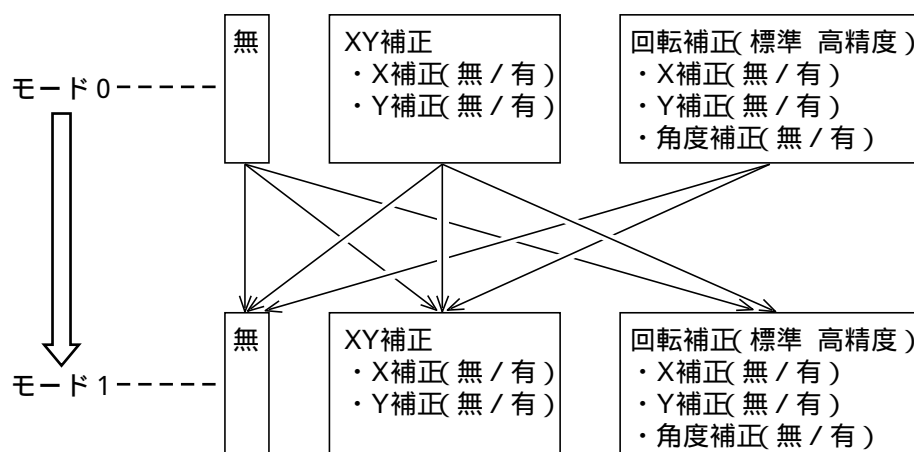 無
XY補正
・X補正(無/有)
・Y補正(無/有)
回転補正(標準 高精度)
・X補正(無/有)
・Y補正(無/有)
・角度補正(無/有)
モード0
無
XY補正
・X補正(無/有)
・Y補正(無/有)
回転補正(標準 高精度)
・X補正(無/有)
・Y補正(無/有)
・角度補正(無/有)
モード1